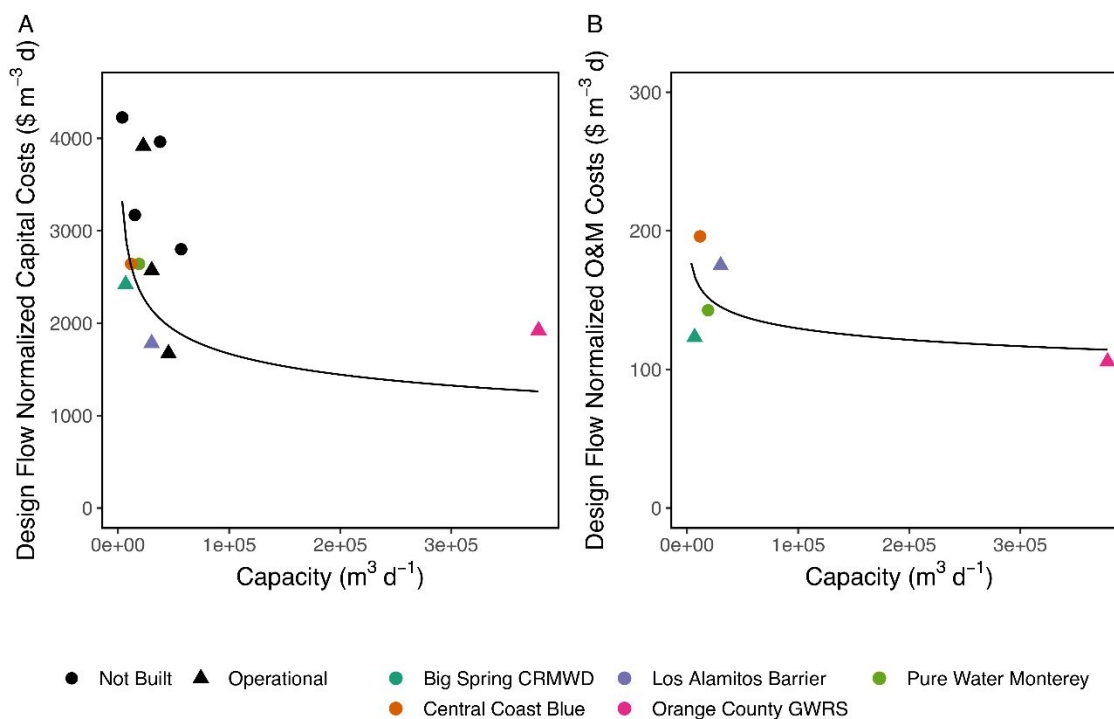 A
Design Flow Normalized Capital Costs ($ m⁻³ d)
4000
3000
2000
1000
0
0e+00 1e+05 2e+05 3e+05
Capacity (m³ d⁻¹)
B
Design Flow Normalized O&M Costs ($ m⁻³ d)
300
200
100
0
0e+00 1e+05 2e+05 3e+05
Capacity (m³ d⁻¹)
Not Built Operational Big Spring CRMWD Los Alamitos Barrier Pure Water Monterey
Central Coast Blue Orange County GWRS